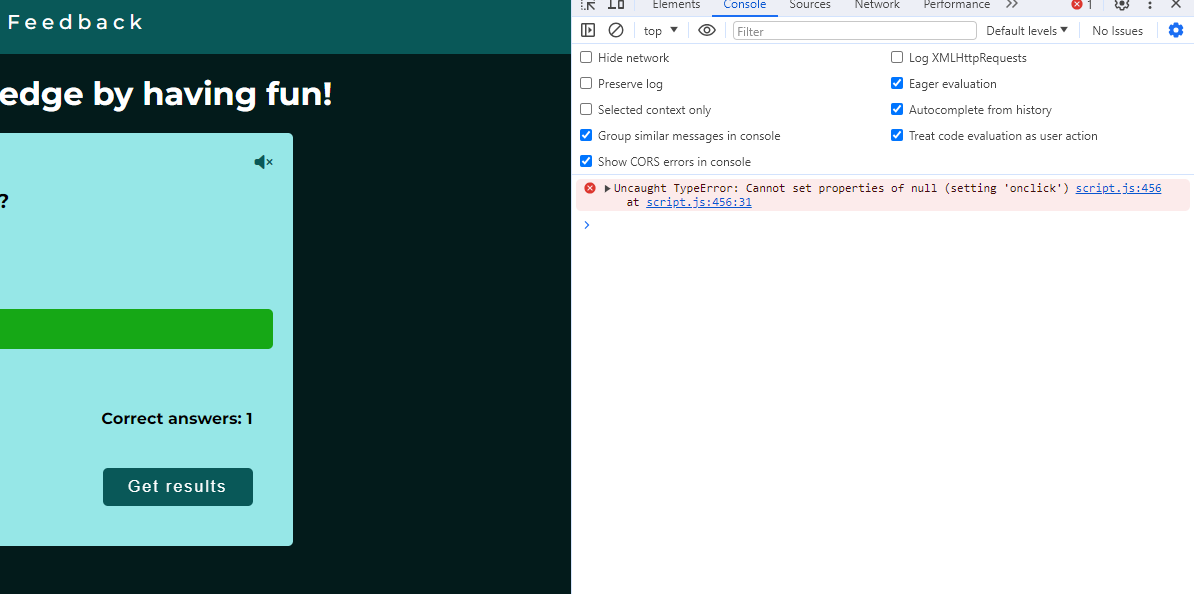 Feedback
edge by having fun!
?
Correct answers: 1
Get results
Elements Console Sources Network Performance 1
top Filter Default levels No Issues
Hide network Log XMLHttpRequests
Preserve log Eager evaluation
Selected context only Autocomplete from history
Group similar messages in console Treat code evaluation as user action
Show CORS errors in console
Uncaught TypeError: Cannot set properties of null (setting 'onclick') script.js:456
at script.js:456:31